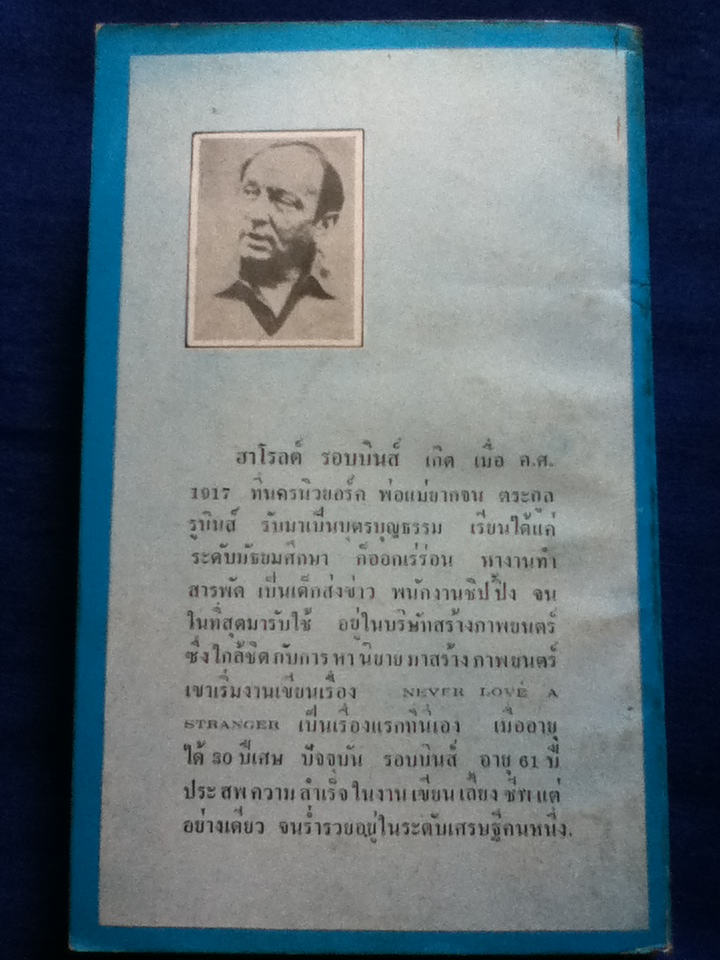 ฮาโรลด์ รอบบินส์ เกิด เมื่อ ค.ศ.
1917 ที่นครนิวยอร์ค พ่อแม่ยากจน ตระกูล
รูบินส์ รับมาเป็นบุตรบุญธรรม เรียนได้แค่
ระดับมัธยมศึกษา ก็ออกเร่ร่อน หางานทำ
สารพัด เป็นเด็กส่งข่าว พนักงานชิปปิ้ง จน
ในที่สุดมารับใช้ อยู่ในบริษัทสร้างภาพยนตร์
ซึ่งใกล้ชิดกับการ หา นิยาย มาสร้าง ภาพยนตร์
เขาเริ่มงานเขียนเรื่อง NEVER LOVE A
STRANGER เป็นเรื่องแรกที่นี่เอง เมื่ออายุ
ได้ 30 ปีเศษ ปัจจุบัน รอบบินส์ อายุ 61 ปี
ประสพความสำเร็จในงานเขียนเลี้ยงชีพแต่
อย่างเดียว จนร่ำรวยอยู่ในระดับเศรษฐีคนหนึ่ง.